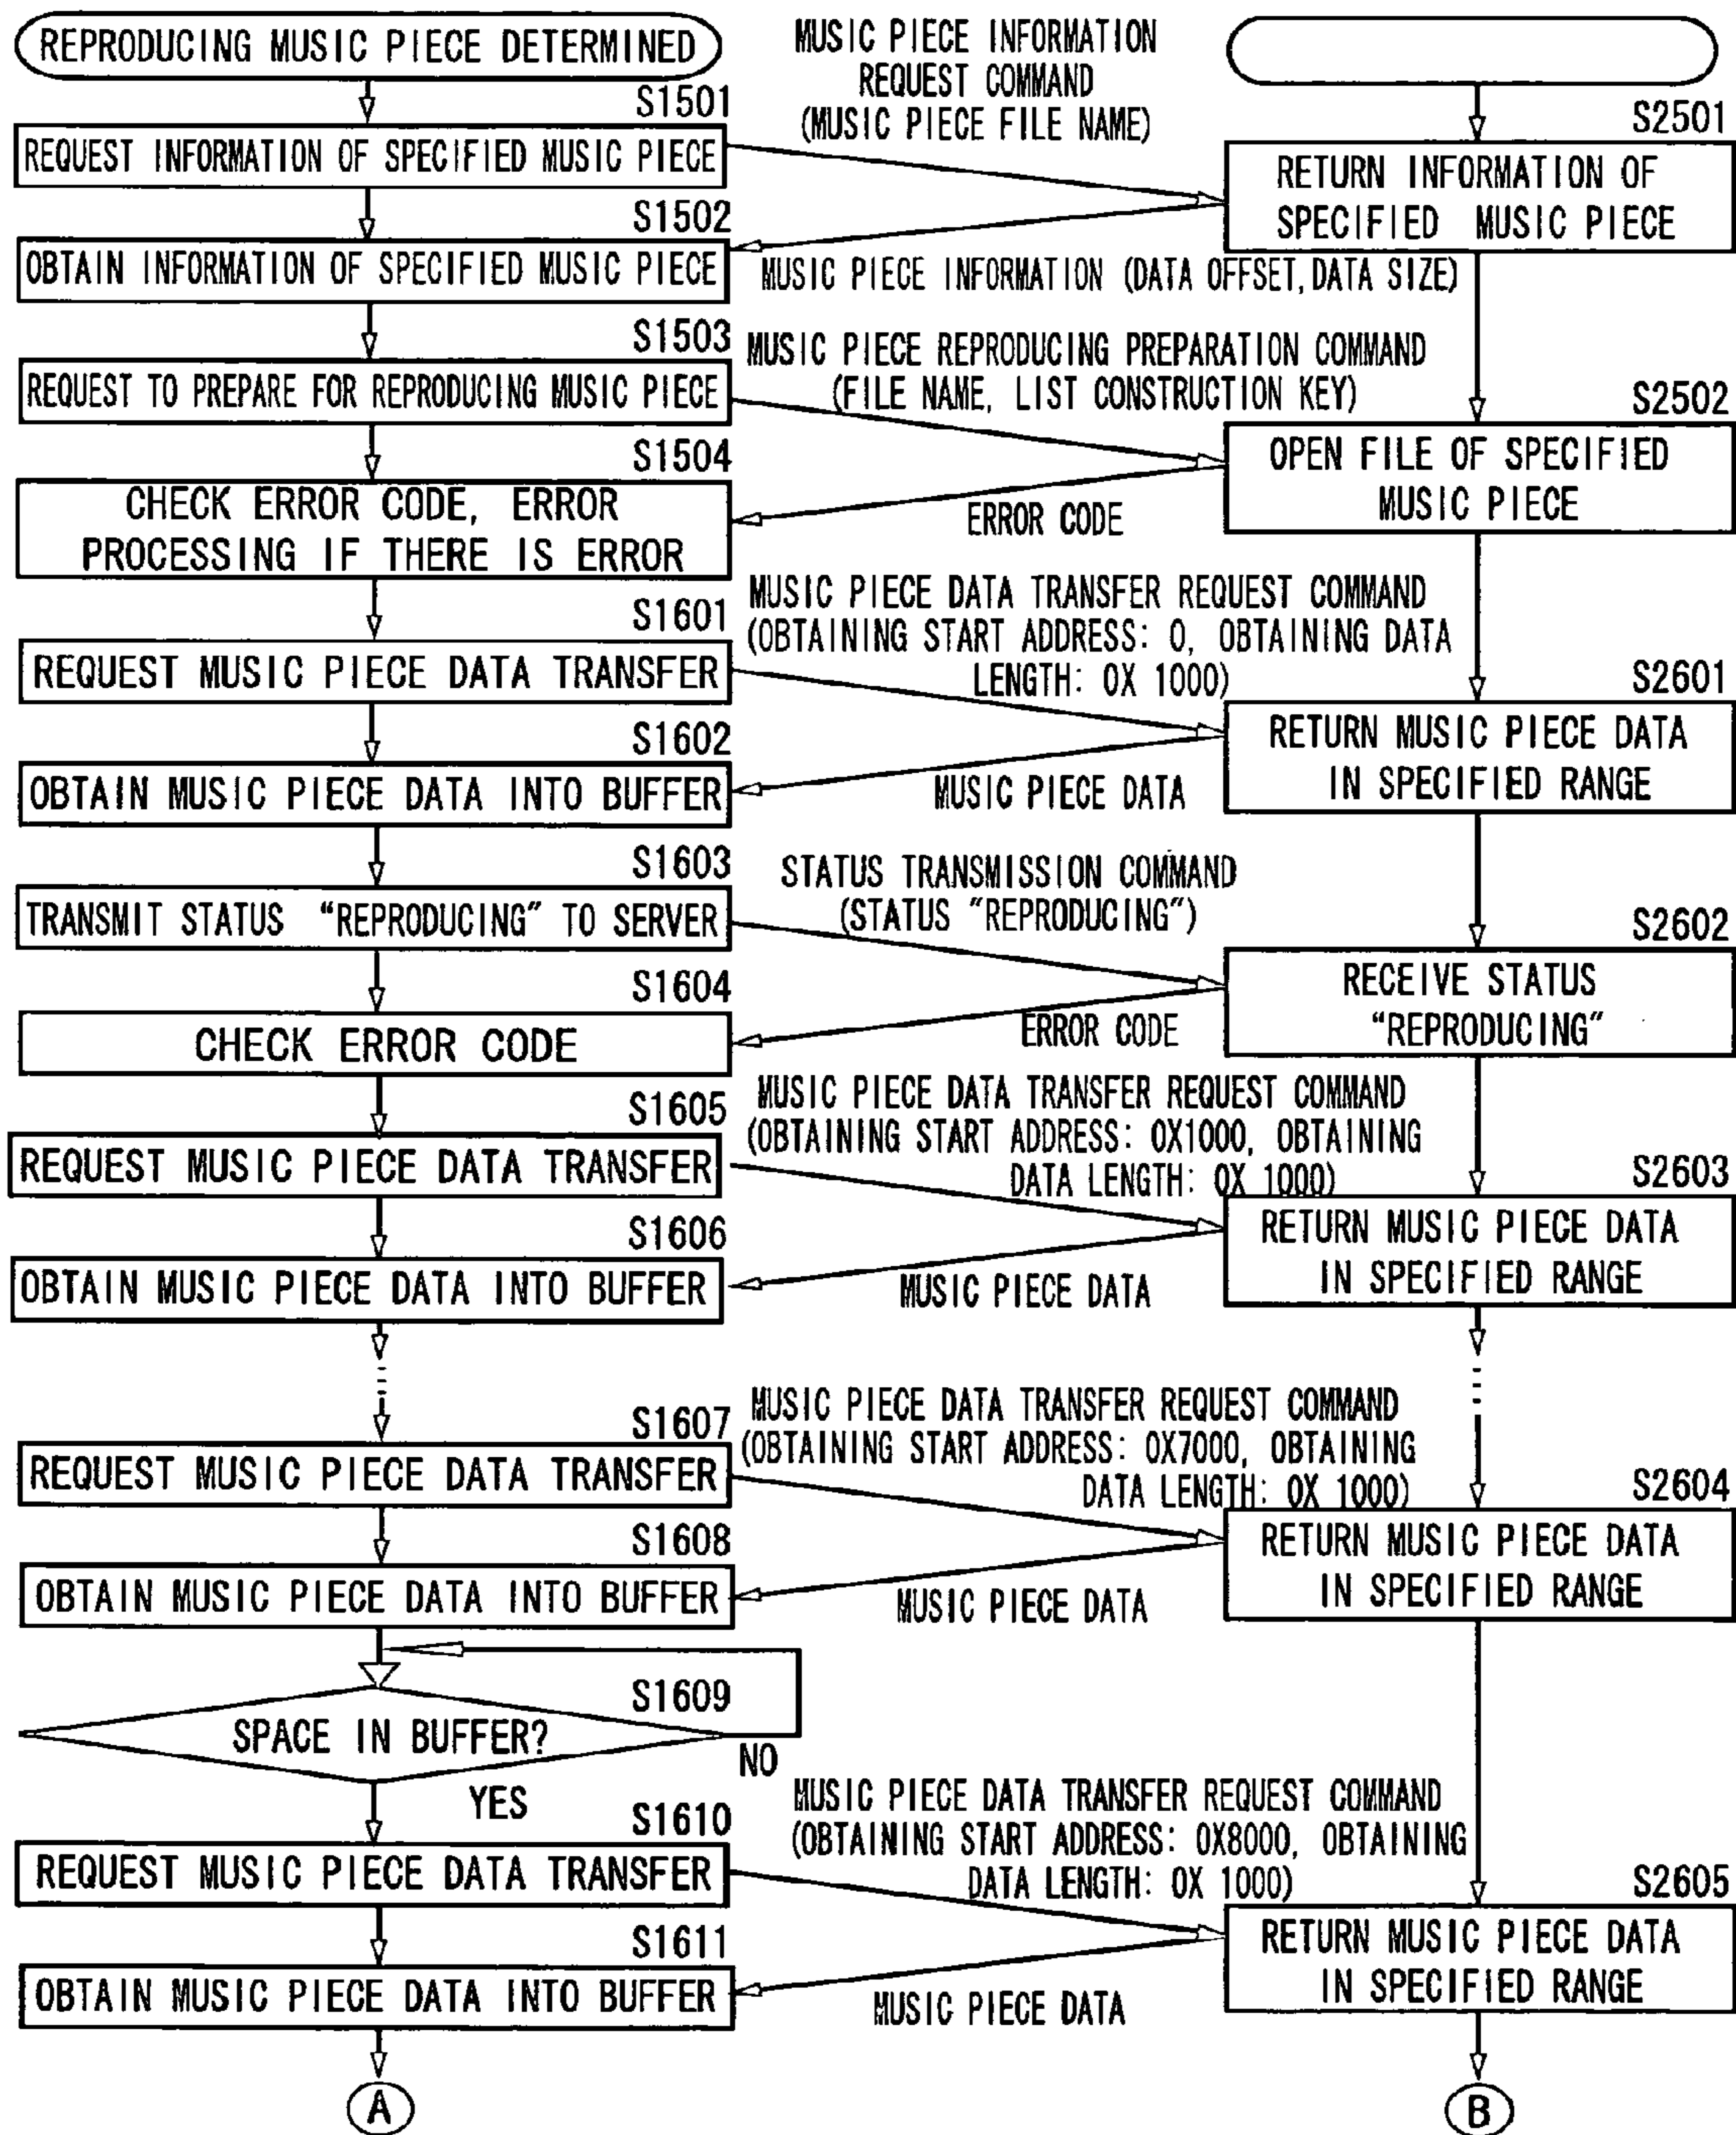 REPRODUCING MUSIC PIECE DETERMINED
MUSIC PIECE INFORMATION
REQUEST COMMAND
(MUSIC PIECE FILE NAME)
S1501
REQUEST INFORMATION OF SPECIFIED MUSIC PIECE
S2501
RETURN INFORMATION OF
SPECIFIED MUSIC PIECE
S1502
OBTAIN INFORMATION OF SPECIFIED MUSIC PIECE
MUSIC PIECE INFORMATION (DATA OFFSET, DATA SIZE)
S1503
REQUEST TO PREPARE FOR REPRODUCING MUSIC PIECE
MUSIC PIECE REPRODUCING PREPARATION COMMAND
(FILE NAME, LIST CONSTRUCTION KEY)
S2502
OPEN FILE OF SPECIFIED
MUSIC PIECE
S1504
CHECK ERROR CODE, ERROR
PROCESSING IF THERE IS ERROR
ERROR CODE
S1601
REQUEST MUSIC PIECE DATA TRANSFER
MUSIC PIECE DATA TRANSFER REQUEST COMMAND
(OBTAINING START ADDRESS: 0, OBTAINING DATA
LENGTH: 0X 1000)
S2601
RETURN MUSIC PIECE DATA
IN SPECIFIED RANGE
S1602
OBTAIN MUSIC PIECE DATA INTO BUFFER
MUSIC PIECE DATA
S1603
TRANSMIT STATUS "REPRODUCING" TO SERVER
STATUS TRANSMISSION COMMAND
(STATUS "REPRODUCING")
S2602
RECEIVE STATUS
"REPRODUCING"
S1604
CHECK ERROR CODE
ERROR CODE
S1605
REQUEST MUSIC PIECE DATA TRANSFER
MUSIC PIECE DATA TRANSFER REQUEST COMMAND
(OBTAINING START ADDRESS: 0X1000, OBTAINING
DATA LENGTH: 0X 1000)
S2603
RETURN MUSIC PIECE DATA
IN SPECIFIED RANGE
S1606
OBTAIN MUSIC PIECE DATA INTO BUFFER
MUSIC PIECE DATA
S1607
REQUEST MUSIC PIECE DATA TRANSFER
MUSIC PIECE DATA TRANSFER REQUEST COMMAND
(OBTAINING START ADDRESS: 0X7000, OBTAINING
DATA LENGTH: 0X 1000)
S2604
RETURN MUSIC PIECE DATA
IN SPECIFIED RANGE
S1608
OBTAIN MUSIC PIECE DATA INTO BUFFER
MUSIC PIECE DATA
S1609
SPACE IN BUFFER?
NO
YES
S1610
REQUEST MUSIC PIECE DATA TRANSFER
MUSIC PIECE DATA TRANSFER REQUEST COMMAND
(OBTAINING START ADDRESS: 0X8000, OBTAINING
DATA LENGTH: 0X 1000)
S2605
RETURN MUSIC PIECE DATA
IN SPECIFIED RANGE
S1611
OBTAIN MUSIC PIECE DATA INTO BUFFER
MUSIC PIECE DATA
A
B